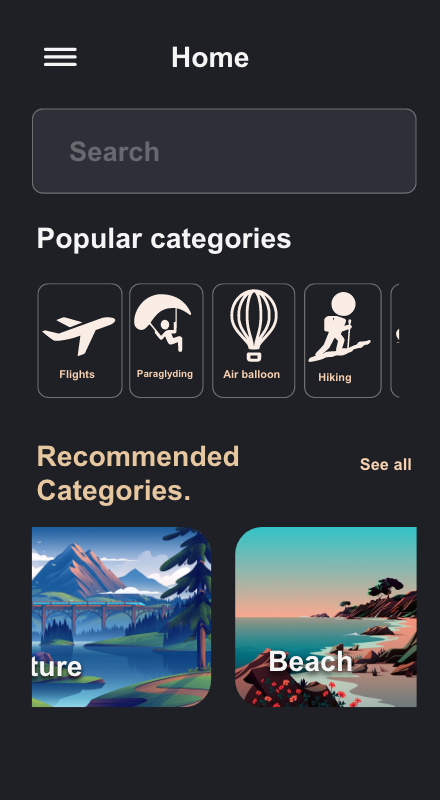 Home
Search
Popular categories
Flights
Paraglyding
Air balloon
Hiking
Recommended
Categories.
See all
ture
Beach